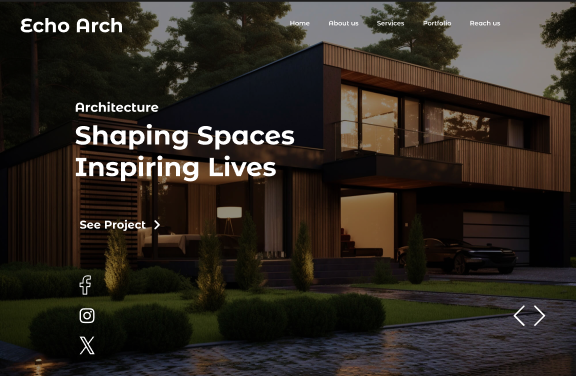 Echo Arch
Home About us Services Portfolio Reach us
Architecture
Shaping Spaces
Inspiring Lives
See Project